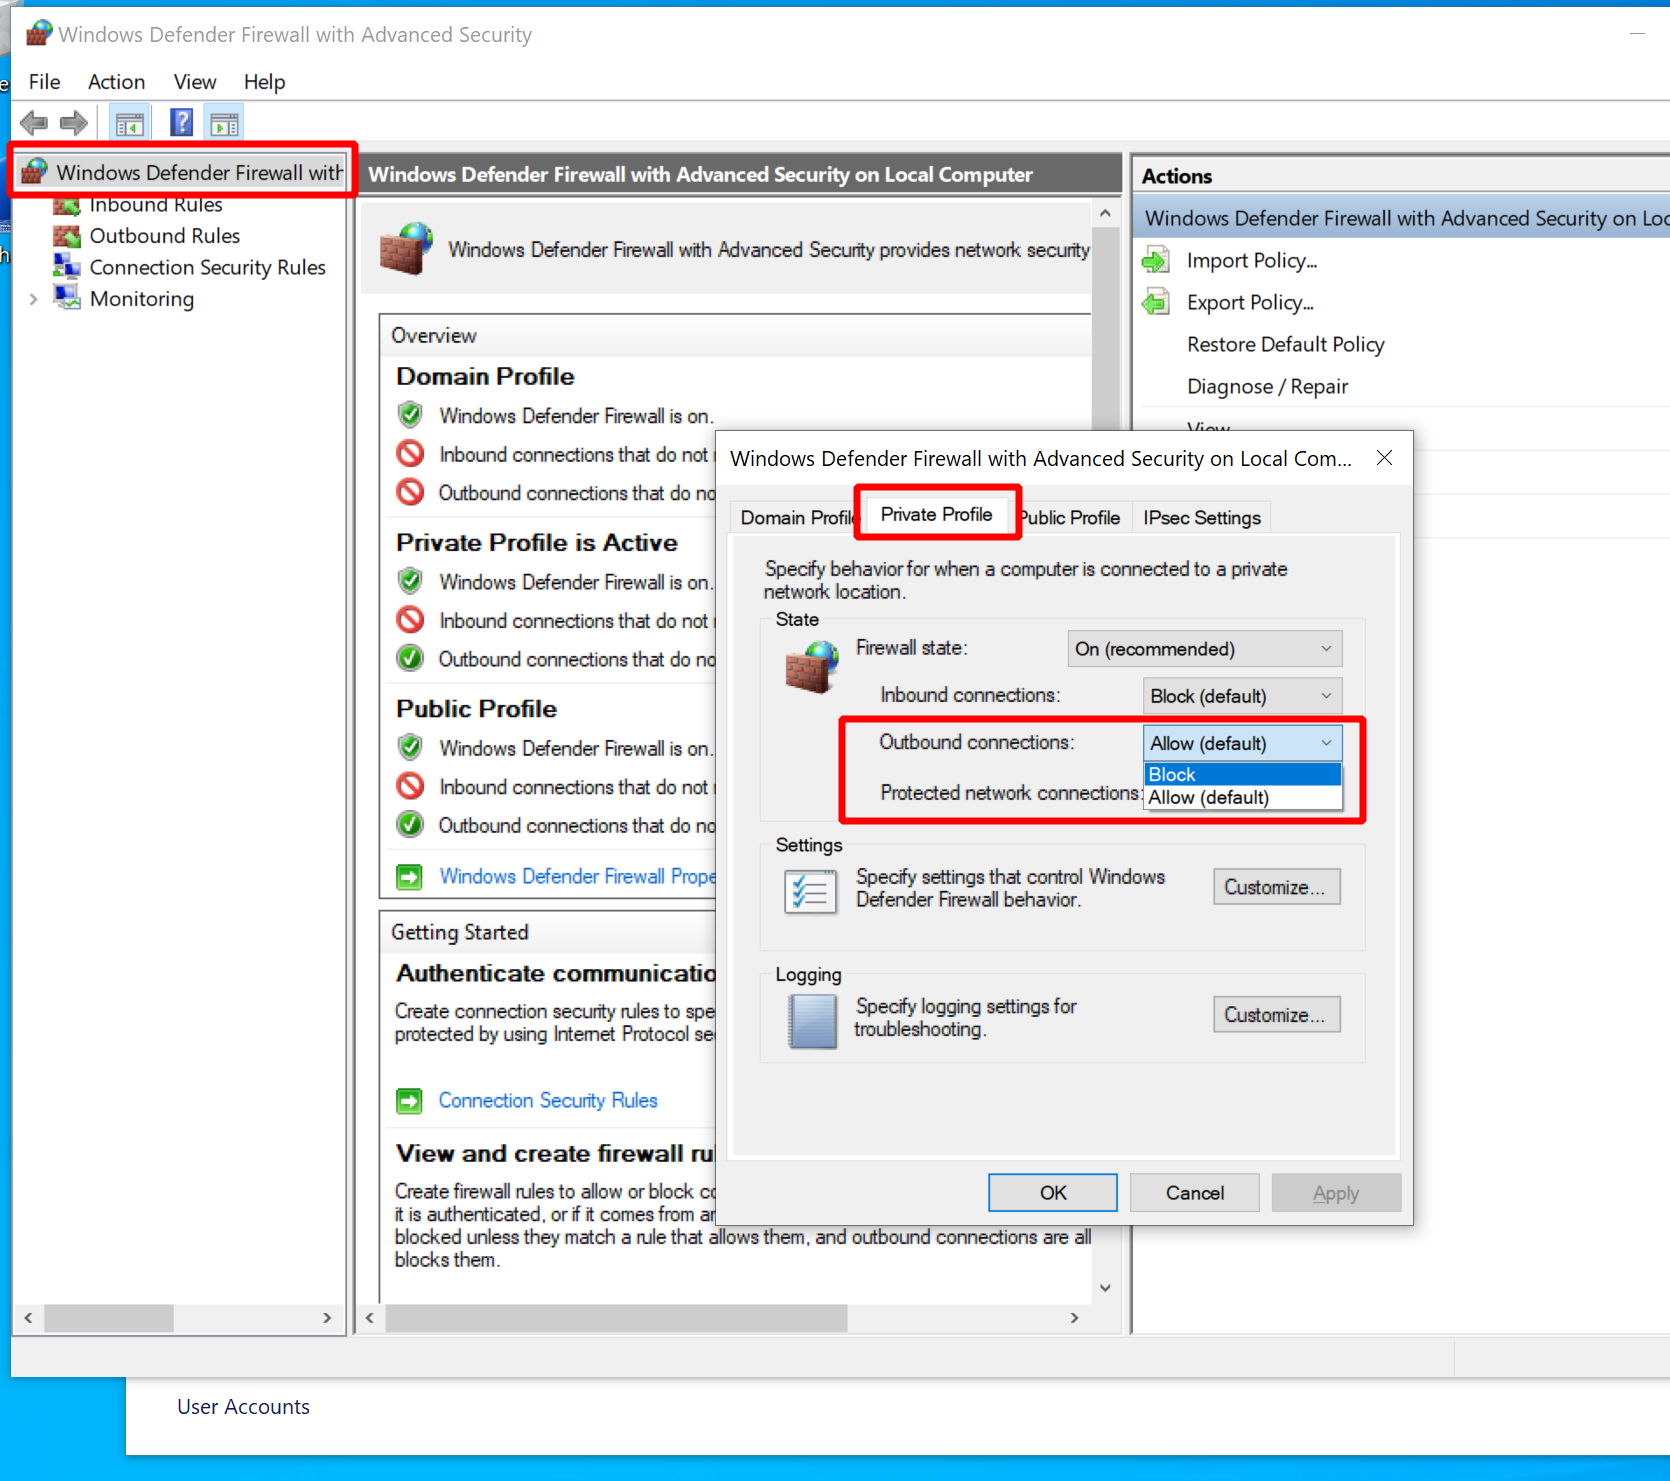 Windows Defender Firewall with Advanced Security
File Action View Help
Windows Defender Firewall with
Inbound Rules
Outbound Rules
Connection Security Rules
Monitoring
Windows Defender Firewall with Advanced Security on Local Computer
Windows Defender Firewall with Advanced Security provides network security
Overview
Domain Profile
Windows Defender Firewall is on.
Inbound connections that do not
Outbound connections that do no
Private Profile is Active
Windows Defender Firewall is on.
Inbound connections that do not
Outbound connections that do no
Public Profile
Windows Defender Firewall is on.
Inbound connections that do not
Outbound connections that do no
Windows Defender Firewall Prope
Getting Started
Authenticate communicatio
Create connection security rules to spe
protected by using Internet Protocol se
Connection Security Rules
View and create firewall rul
Create firewall rules to allow or block co
it is authenticated, or if it comes from an
blocked unless they match a rule that allows them, and outbound connections are all
blocks them.
Actions
Windows Defender Firewall with Advanced Security on Loc
Import Policy...
Export Policy...
Restore Default Policy
Diagnose / Repair
View
Windows Defender Firewall with Advanced Security on Local Com...
Domain Profile Private Profile Public Profile IPsec Settings
Specify behavior for when a computer is connected to a private
network location.
State
Firewall state: On (recommended)
Inbound connections: Block (default)
Outbound connections: Allow (default)
Block
Protected network connections: Allow (default)
Settings
Specify settings that control Windows
Defender Firewall behavior.
Customize...
Logging
Specify logging settings for
troubleshooting.
Customize...
OK Cancel Apply
User Accounts